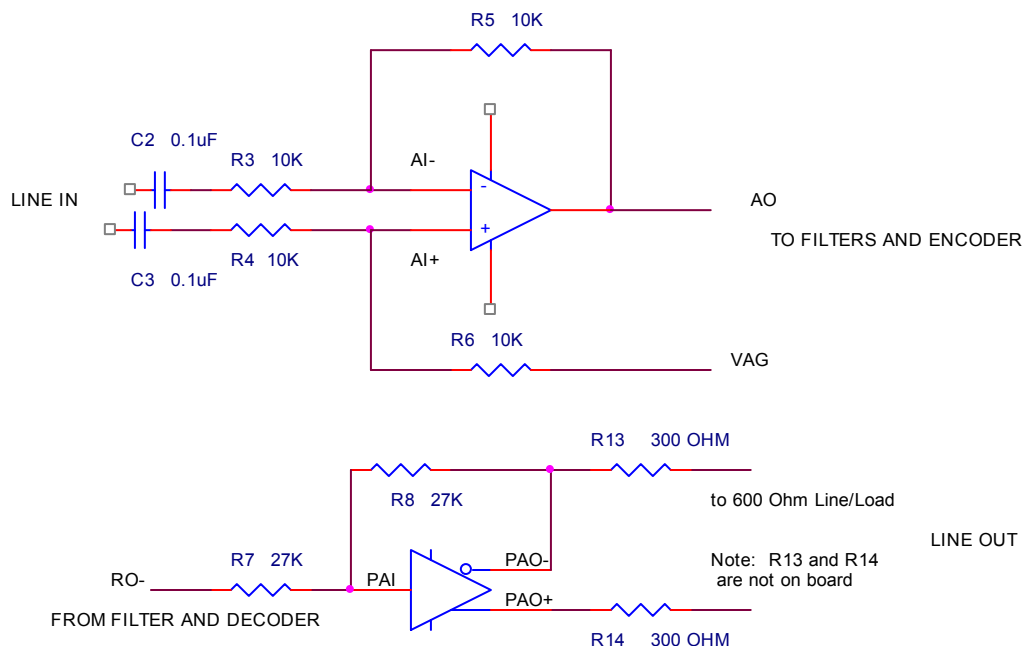 R5 10K
C2 0.1uF
R3 10K
AI-
LINE IN
-
AO
+
TO FILTERS AND ENCODER
R4 10K
AI+
C3 0.1uF
R6 10K
VAG
R13 300 OHM
R8 27K
to 600 Ohm Line/Load
LINE OUT
R7 27K
PAO-
Note: R13 and R14
are not on board
RO-
PAI
PAO+
FROM FILTER AND DECODER
R14 300 OHM